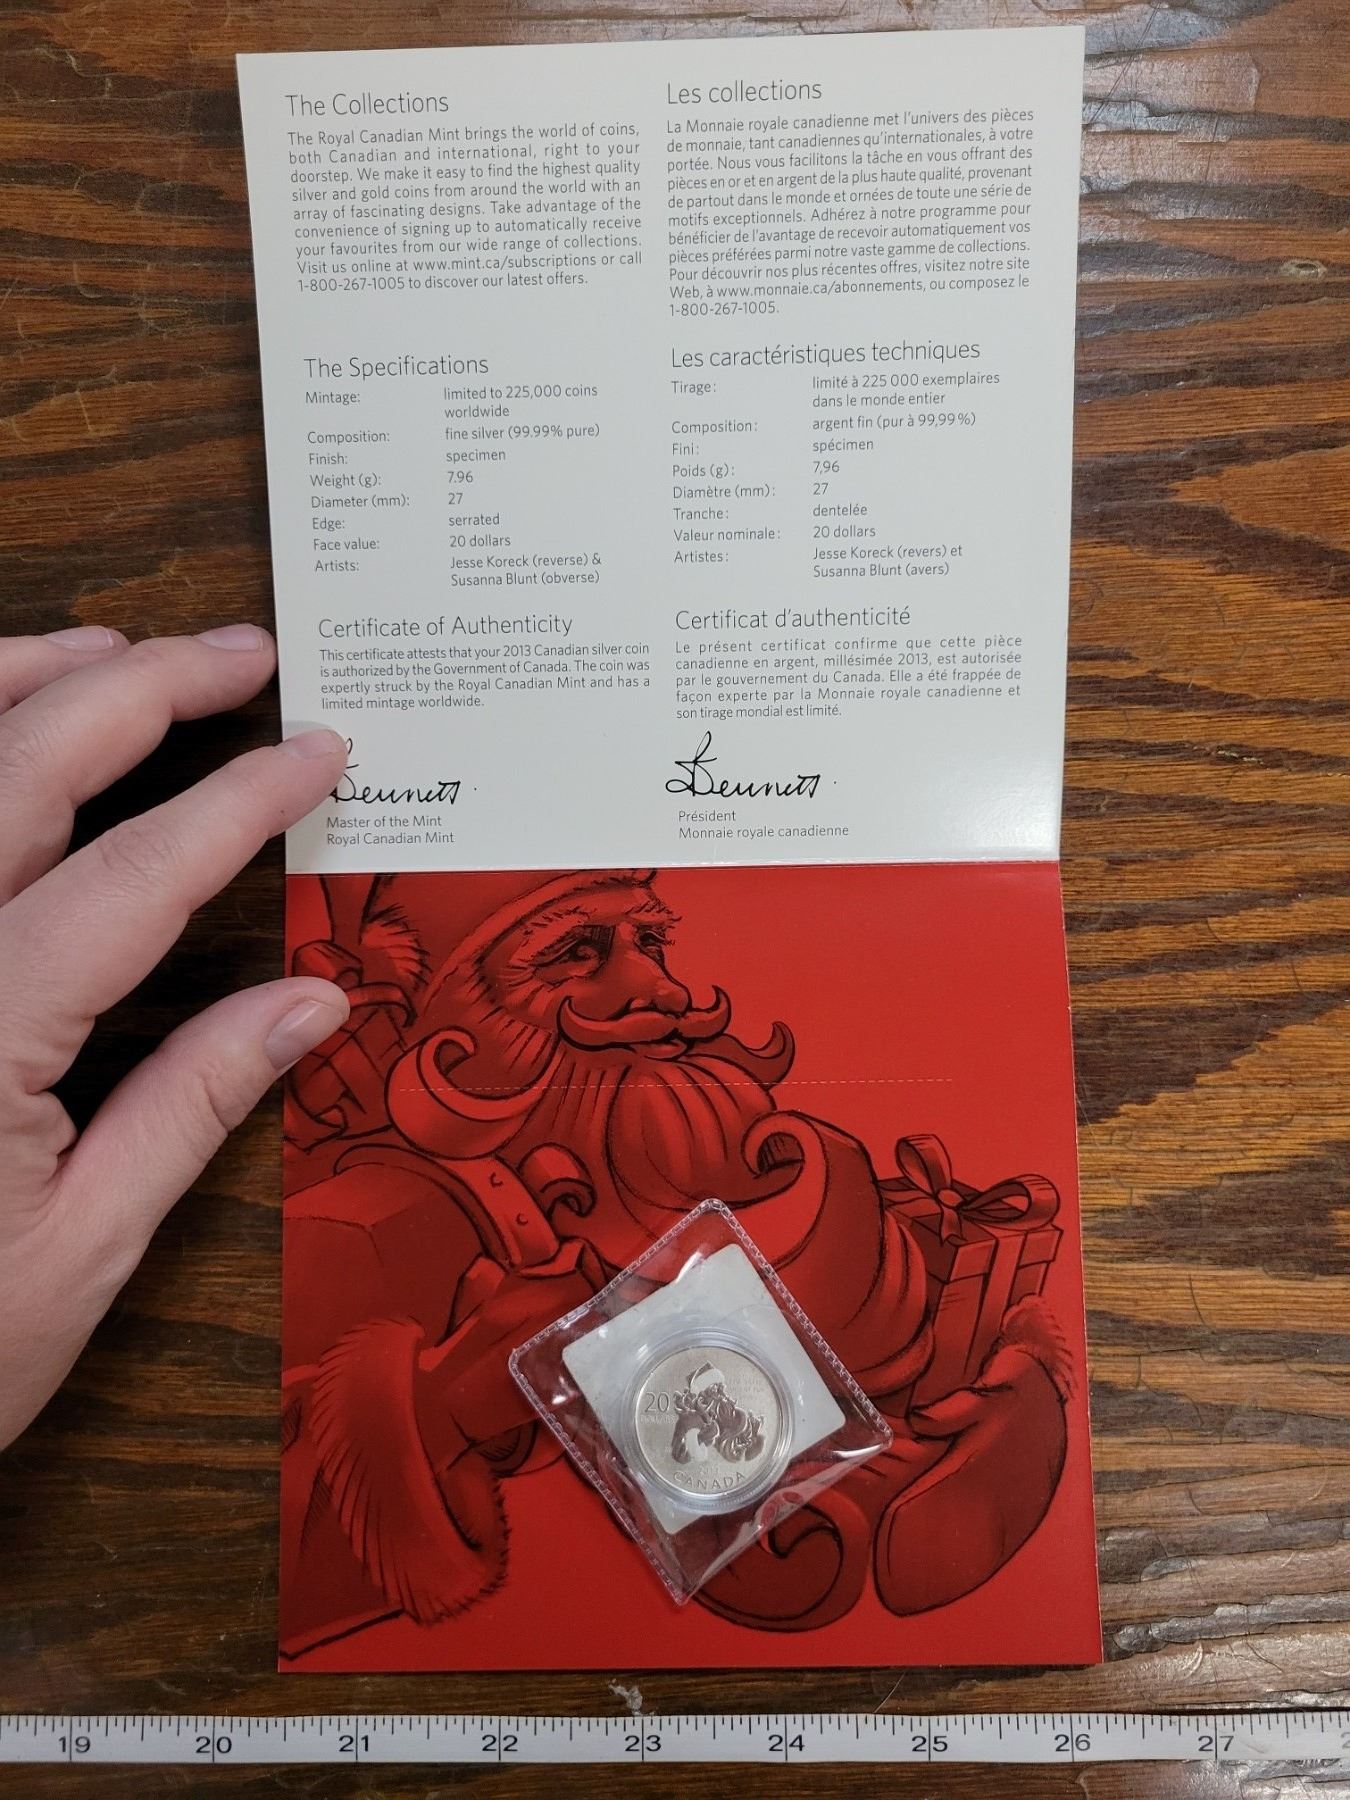 The Collections
The Royal Canadian Mint brings the world of coins,
both Canadian and international, right to your
doorstep. We make it easy to find the highest quality
silver and gold coins from around the world with an
array of fascinating designs. Take advantage of the
convenience of signing up to automatically receive
your favourites from our wide range of collections.
Visit us online at www.mint.ca/subscriptions or call
1-800-267-1005 to discover our latest offers.
Les collections
La Monnaie royale canadienne met l'univers des pièces
de monnaie, tant canadiennes qu'internationales, à votre
portée. Nous vous facilitons la tâche en vous offrant des
pièces en or et en argent de la plus haute qualité, provenant
de partout dans le monde et ornées de toute une série de
motifs exceptionnels. Adhérez à notre programme pour
bénéficier de l'avantage de recevoir automatiquement vos
pièces préférées parmi notre vaste gamme de collections.
Pour découvrir nos plus récentes offres, visitez notre site
Web, à www.monnaie.ca/abonnements, ou composez le
1-800-267-1005.
The Specifications
Mintage: limited to 225,000 coins
worldwide
Composition: fine silver (99.99% pure)
Finish: specimen
Weight (g): 7.96
Diameter (mm): 27
Edge: serrated
Face value: 20 dollars
Artists: Jesse Koreck (reverse) &
Susanna Blunt (obverse)
Les caractéristiques techniques
Tirage: limité à 225 000 exemplaires
dans le monde entier
Composition: argent fin (pur à 99,99 %)
Fini: spécimen
Poids (g): 7,96
Diamètre (mm): 27
Tranche: dentelée
Valeur nominale: 20 dollars
Artistes: Jesse Koreck (revers) et
Susanna Blunt (avers)
Certificate of Authenticity
This certificate attests that your 2013 Canadian silver coin
is authorized by the Government of Canada. The coin was
expertly struck by the Royal Canadian Mint and has a
limited mintage worldwide.
Bennett
Master of the Mint
Royal Canadian Mint
Certificat d'authenticité
Le présent certificat confirme que cette pièce
canadienne en argent, millésimée 2013, est autorisée
par le gouvernement du Canada. Elle a été frappée de
façon experte par la Monnaie royale canadienne et
son tirage mondial est limité.
Bennett
Président
Monnaie royale canadienne
20
2013
CANADA
19 20 21 22 23 24 25 26 27